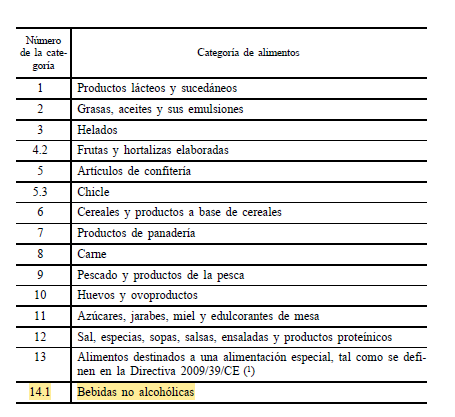 Número
de la cate-
goría
Categoría de alimentos
1 Productos lácteos y sucedáneos
2 Grasas, aceites y sus emulsiones
3 Helados
4.2 Frutas y hortalizas elaboradas
5 Artículos de confitería
5.3 Chicle
6 Cereales y productos a base de cereales
7 Productos de panadería
8 Carne
9 Pescado y productos de la pesca
10 Huevos y ovoproductos
11 Azúcares, jarabes, miel y edulcorantes de mesa
12 Sal, especias, sopas, salsas, ensaladas y productos proteínicos
13 Alimentos destinados a una alimentación especial, tal como se defi-
nen en la Directiva 2009/39/CE (¹)
14.1 Bebidas no alcohólicas